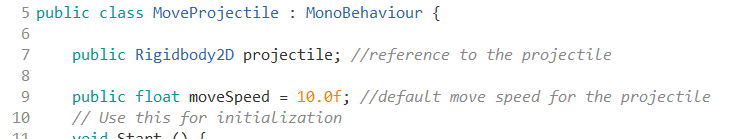 5 public class MoveProjectile : MonoBehaviour {
6
7 public Rigidbody2D projectile; //reference to the projectile
8
9 public float moveSpeed = 10.0f; //default move speed for the projectile
10 // Use this for initialization
11 void Start () {